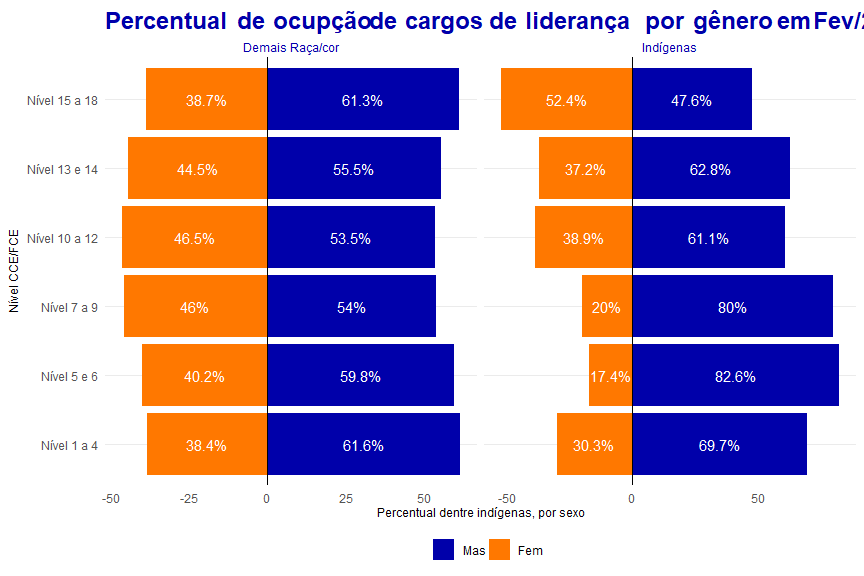 Percentual de ocupçãode cargos de liderança por gênero em Fev/2
Demais Raça/cor Indígenas
Nível 15 a 18 38.7% 61.3% 52.4% 47.6%
Nível 13 e 14 44.5% 55.5% 37.2% 62.8%
Nível 10 a 12 46.5% 53.5% 38.9% 61.1%
Nível CCE/FCE
Nível 7 a 9 46% 54% 20% 80%
Nível 5 e 6 40.2% 59.8% 17.4% 82.6%
Nível 1 a 4 38.4% 61.6% 30.3% 69.7%
-50 -25 0 25 50 -50 0 50
Percentual dentre indígenas, por sexo
Mas Fem